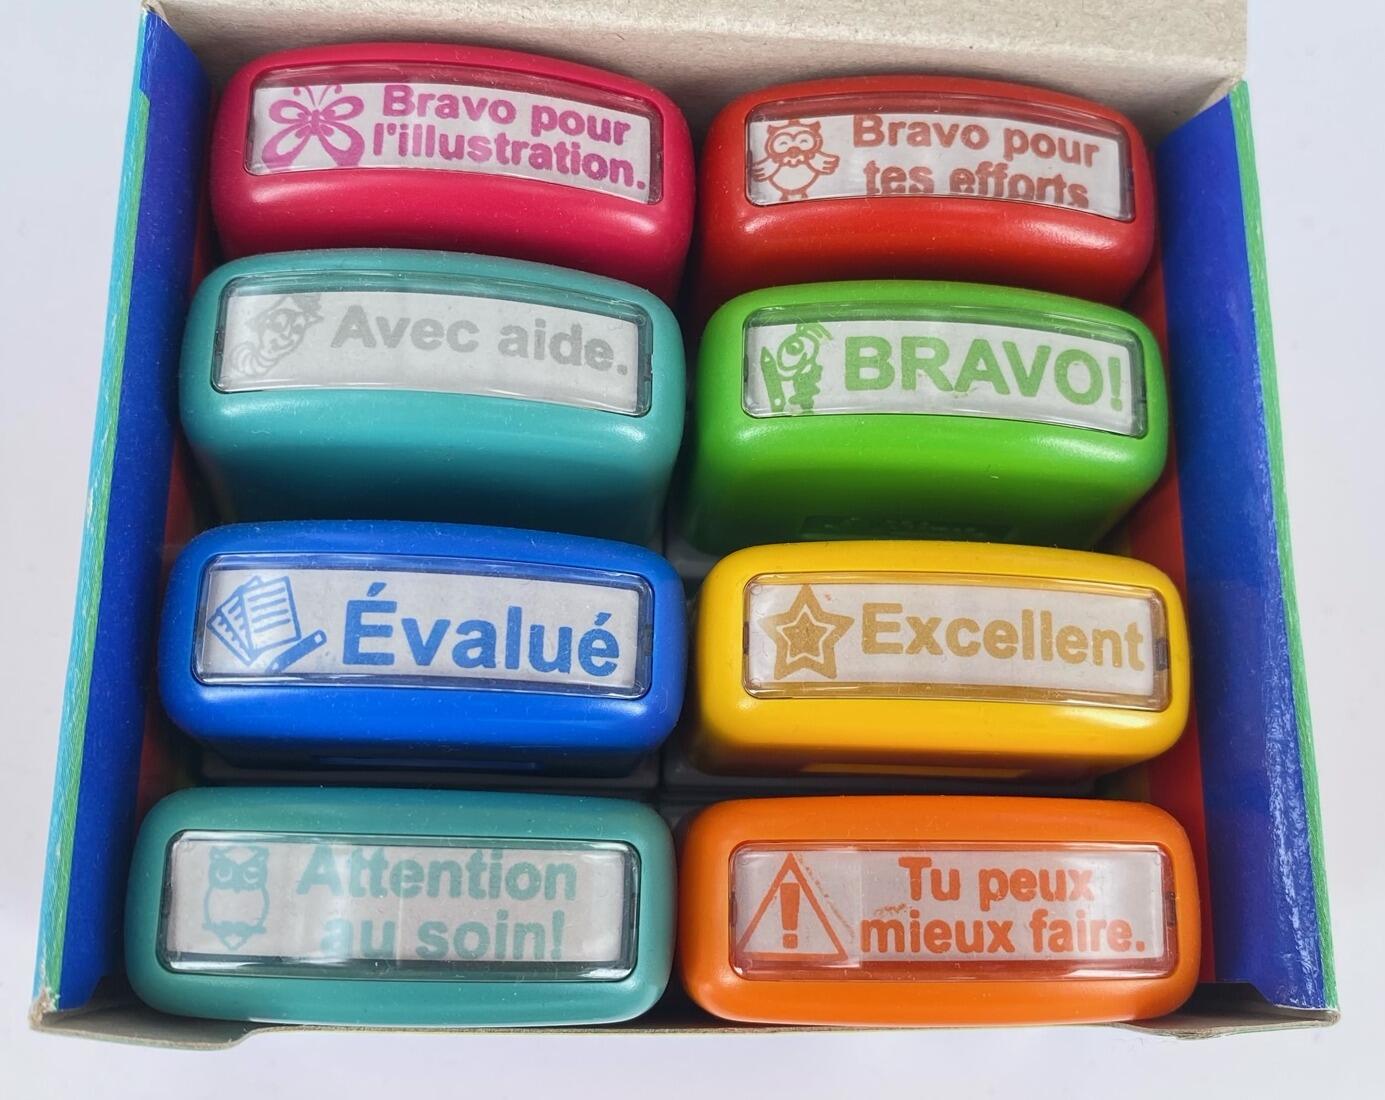 Bravo pour
l'illustration.
Bravo pour
tes efforts
Avec aide.
BRAVO!
Évalué
Excellent
Attention
au soin!
Tu peux
mieux faire.